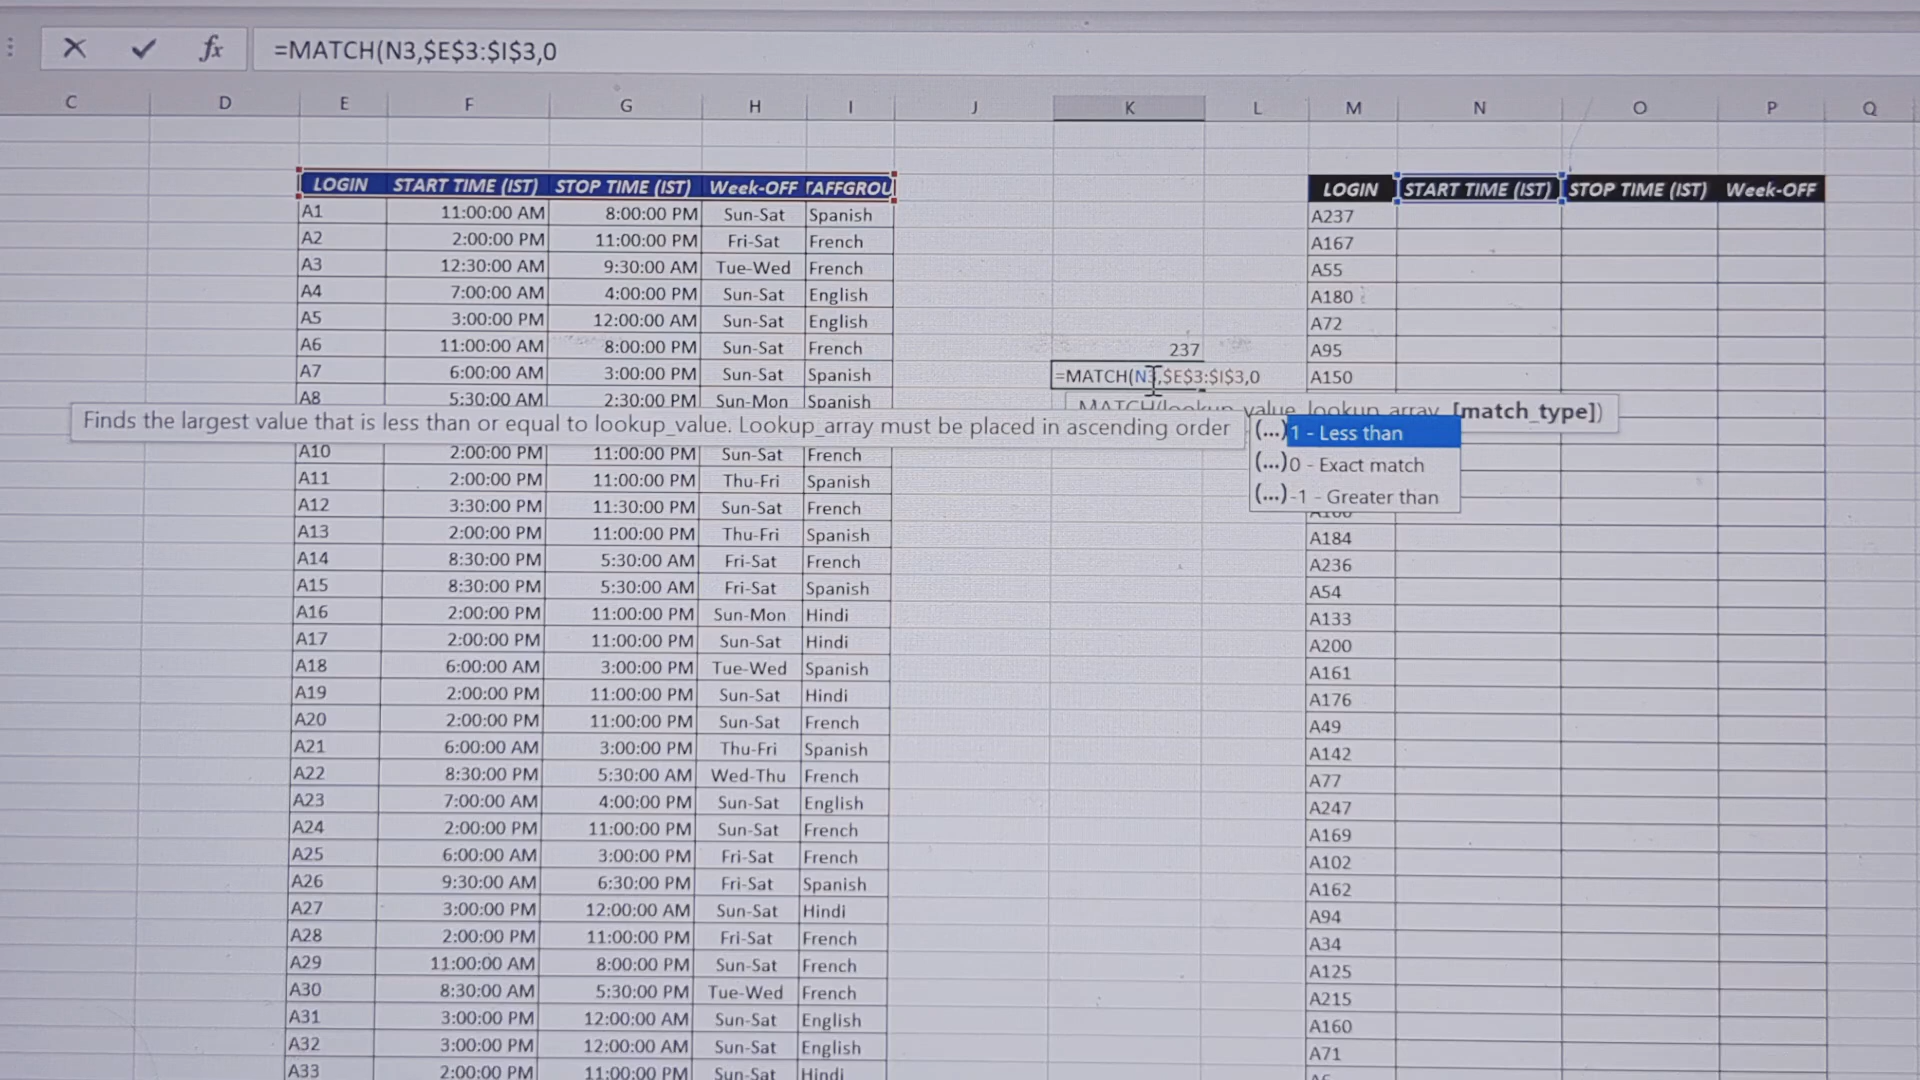 =MATCH(N3,$E$3:$I$3,0
C D E F G H I J K L M N O P Q
LOGIN START TIME (IST) STOP TIME (IST) Week-OFF TAFFGROU LOGIN START TIME (IST) STOP TIME (IST) Week-OFF
A1 11:00:00 AM 8:00:00 PM Sun-Sat Spanish A237
A2 2:00:00 PM 11:00:00 PM Fri-Sat French A167
A3 12:30:00 AM 9:30:00 AM Tue-Wed French A55
A4 7:00:00 AM 4:00:00 PM Sun-Sat English A180
A5 3:00:00 PM 12:00:00 AM Sun-Sat English A72
A6 11:00:00 AM 8:00:00 PM Sun-Sat French 237 A95
A7 6:00:00 AM 3:00:00 PM Sun-Sat Spanish =MATCH(N3,$E$3:$I$3,0 A150
A8 5:30:00 AM 2:30:00 PM Sun-Mon Spanish MATCH(lookup_value, lookup_array, [match_type])
Finds the largest value that is less than or equal to lookup_value. Lookup_array must be placed in ascending order (...) 1 - Less than
A10 2:00:00 PM 11:00:00 PM Sun-Sat French (...) 0 - Exact match
A11 2:00:00 PM 11:00:00 PM Thu-Fri Spanish (...) -1 - Greater than
A12 3:30:00 PM 11:30:00 PM Sun-Sat French
A13 2:00:00 PM 11:00:00 PM Thu-Fri Spanish A184
A14 8:30:00 PM 5:30:00 AM Fri-Sat French A236
A15 8:30:00 PM 5:30:00 AM Fri-Sat Spanish A54
A16 2:00:00 PM 11:00:00 PM Sun-Mon Hindi A133
A17 2:00:00 PM 11:00:00 PM Sun-Sat Hindi A200
A18 6:00:00 AM 3:00:00 PM Tue-Wed Spanish A161
A19 2:00:00 PM 11:00:00 PM Sun-Sat Hindi A176
A20 2:00:00 PM 11:00:00 PM Sun-Sat French A49
A21 6:00:00 AM 3:00:00 PM Thu-Fri Spanish A142
A22 8:30:00 PM 5:30:00 AM Wed-Thu French A77
A23 7:00:00 AM 4:00:00 PM Sun-Sat English A247
A24 2:00:00 PM 11:00:00 PM Sun-Sat French A169
A25 6:00:00 AM 3:00:00 PM Fri-Sat French A102
A26 9:30:00 AM 6:30:00 PM Fri-Sat Spanish A162
A27 3:00:00 PM 12:00:00 AM Sun-Sat Hindi A94
A28 2:00:00 PM 11:00:00 PM Fri-Sat French A34
A29 11:00:00 AM 8:00:00 PM Sun-Sat French A125
A30 8:30:00 AM 5:30:00 PM Tue-Wed French A215
A31 3:00:00 PM 12:00:00 AM Sun-Sat English A160
A32 3:00:00 PM 12:00:00 AM Sun-Sat English A71
A33 2:00:00 PM 11:00:00 PM Sun-Sat Hindi